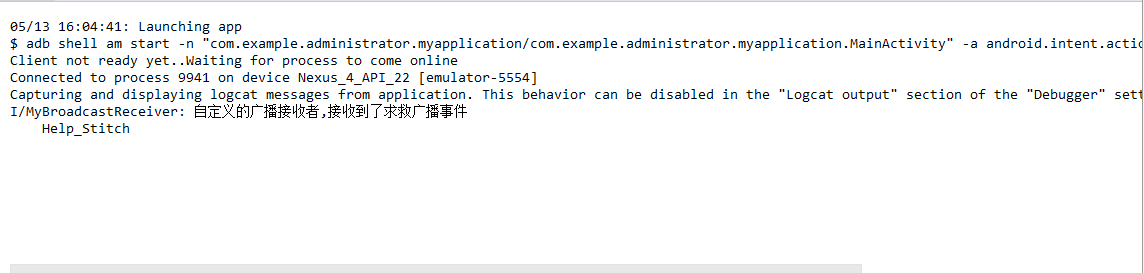 05/13 16:04:41: Launching app
$ adb shell am start -n "com.example.administrator.myapplication/com.example.administrator.myapplication.MainActivity" -a android.intent.actio
Client not ready yet..Waiting for process to come online
Connected to process 9941 on device Nexus_4_API_22 [emulator-5554]
Capturing and displaying logcat messages from application. This behavior can be disabled in the "Logcat output" section of the "Debugger" sett
I/MyBroadcastReceiver: 自定义的广播接收者,接收到了求救广播事件
Help_Stitch